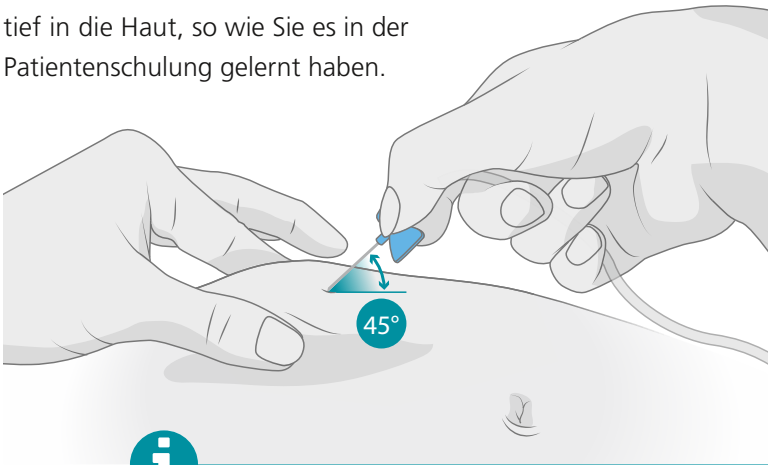 tief in die Haut, so wie Sie es in der
Patientenschulung gelernt haben.
45°